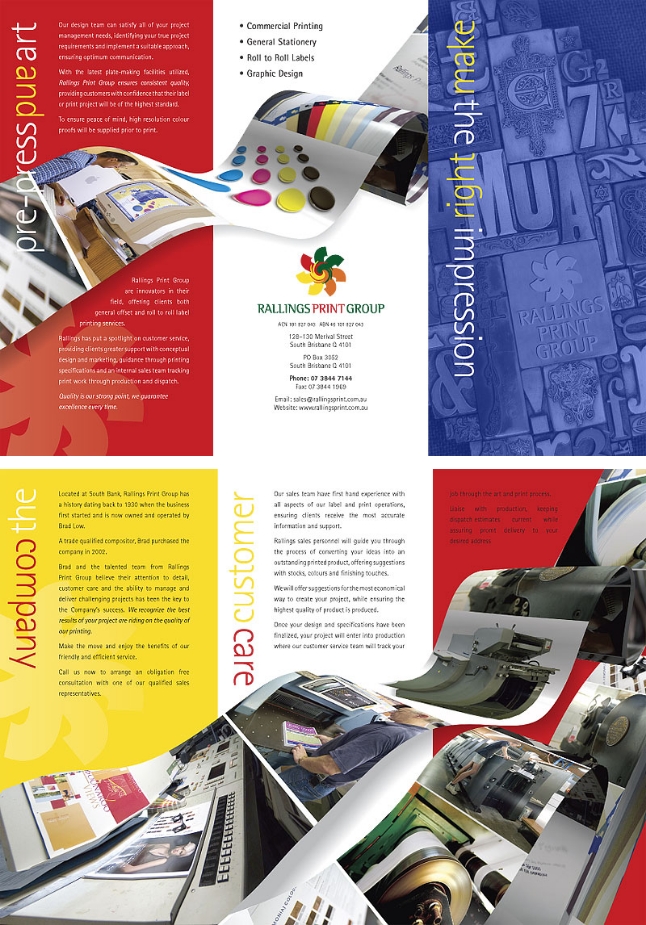 art and pre-press
Our design team can satisfy all of your project
management needs, identifying your true project
requirements and implement a suitable approach,
ensuring optimum communication.
With the latest plate-making facilities utilized,
Rallings Print Group ensures consistent quality,
providing customers with confidence that their label
or print project will be of the highest standard.
To ensure peace of mind, high resolution colour
proofs will be supplied prior to print.
Rallings Print Group
are innovators in their
field, offering clients both
general offset and roll to roll label
printing services.
Rallings has put a spotlight on customer service,
providing clients greater support with conceptual
design and marketing, guidance through printing
specifications and an internal sales team tracking
print work through production and dispatch.
Quality is our strong point, we guarantee
excellence every time.
• Commercial Printing
• General Stationery
• Roll to Roll Labels
• Graphic Design
RALLINGS PRINT GROUP
129-130 Merival Street
South Brisbane Q 4101
PO Box 3052
South Brisbane Q 4101
Phone: 07 3844 7144
Fax: 07 3844 1969
Email: sales@rallingsprint.com.au
Website: www.rallingsprint.com.au
make the right impression
RALLINGS
PRINT
GROUP
the company
Located at South Bank, Rallings Print Group has
a history dating back to 1930 when the business
first started and is now owned and operated by
Brad Low.
A trade qualified compositor, Brad purchased the
company in 2002.
Brad and the talented team from Rallings
Print Group believe their attention to detail,
customer care and the ability to manage and
deliver challenging projects has been the key to
the Company's success. We recognize the best
results of your project are riding on the quality of
our printing.
Make the move and enjoy the benefits of our
friendly and efficient service.
Call us now to arrange an obligation free
consultation with one of our qualified sales
representatives.
customer care
Our sales team have first hand experience with
all aspects of our label and print operations,
ensuring clients receive the most accurate
information and support.
Rallings sales personnel will guide you through
the process of converting your ideas into an
outstanding printed product, offering suggestions
with stocks, colours and finishing touches.
We will offer suggestions for the most economical
way to create your project, while ensuring the
highest quality of product is produced.
Once your design and specifications have been
finalized, your project will enter into production
where our customer service team will track your
job through the art and print process.
Liaise with production, keeping
dispatch estimates current while
assuring prompt delivery to your
desired address.